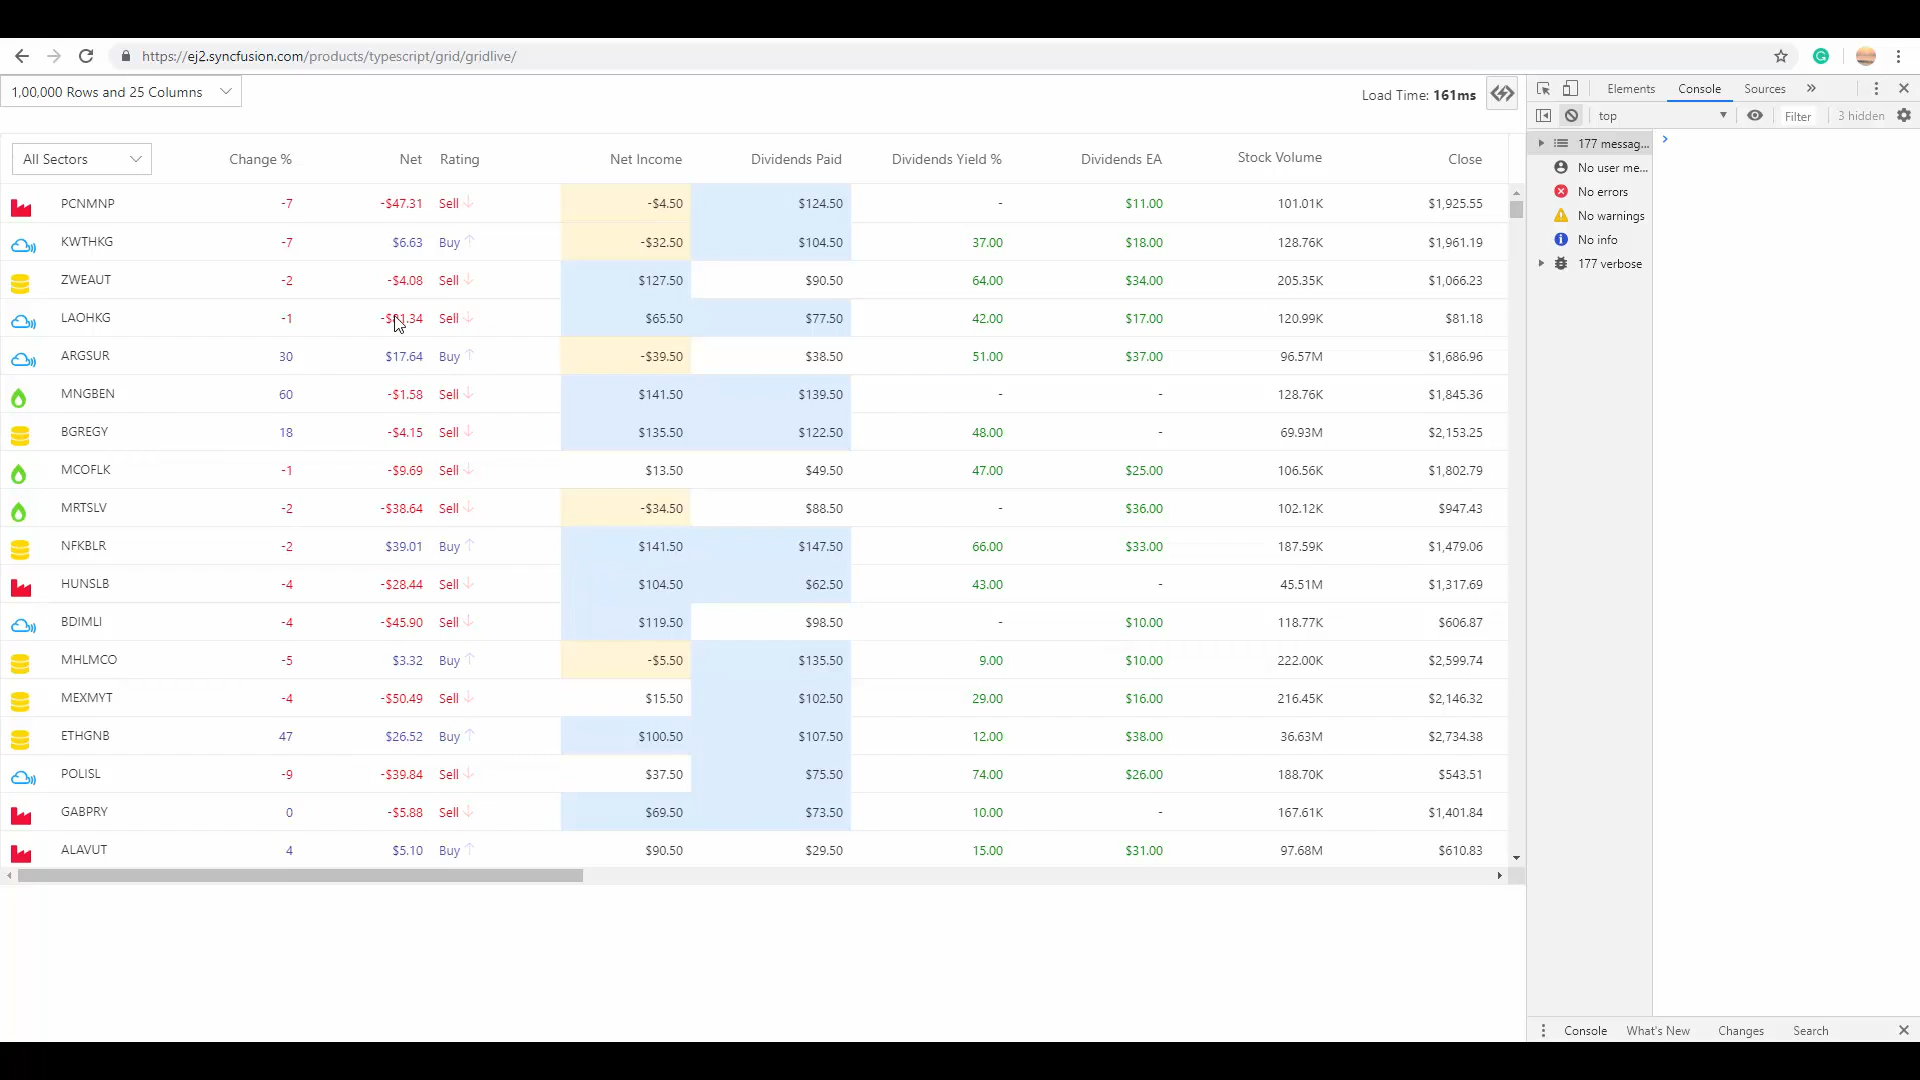 https://ej2.syncfusion.com/products/typescript/grid/gridlive/
1,00,000 Rows and 25 Columns
Load Time: 161ms
Elements Console Sources
top Filter 3 hidden
All Sectors Change % Net Rating Net Income Dividends Paid Dividends Yield % Dividends EA Stock Volume Close
PCNMNP -7 -$47.31 Sell -$4.50 $124.50 - $11.00 101.01K $1,925.55
KWTHKG -7 $6.63 Buy -$32.50 $104.50 37.00 $18.00 128.76K $1,961.19
ZWEAUT -2 -$4.08 Sell $127.50 $90.50 64.00 $34.00 205.35K $1,066.23
LAOHKG -1 Sell $65.50 $77.50 42.00 $17.00 120.99K $81.18
ARGSUR 30 $17.64 Buy -$39.50 $38.50 51.00 $37.00 96.57M $1,686.96
MNGBEN 60 -$1.58 Sell $141.50 $139.50 - - 128.76K $1,845.36
BGREGY 18 -$4.15 Sell $135.50 $122.50 48.00 - 69.93M $2,153.25
MCOFLK -1 -$9.69 Sell $13.50 $49.50 47.00 $25.00 106.56K $1,802.79
MRTSLV -2 -$38.64 Sell -$34.50 $88.50 - $36.00 102.12K $947.43
NFKBLR -2 $39.01 Buy $141.50 $147.50 66.00 $33.00 187.59K $1,479.06
HUNSLB -4 -$28.44 Sell $104.50 $62.50 43.00 - 45.51M $1,317.69
BDIMLI -4 -$45.90 Sell $119.50 $98.50 - $10.00 118.77K $606.87
MHLMCO -5 $3.32 Buy -$5.50 $135.50 9.00 $10.00 222.00K $2,599.74
MEXMYT -4 -$50.49 Sell $15.50 $102.50 29.00 $16.00 216.45K $2,146.32
ETHGNB 47 $26.52 Buy $100.50 $107.50 12.00 $38.00 36.63M $2,734.38
POLISL -9 -$39.84 Sell $37.50 $75.50 74.00 $26.00 188.70K $543.51
GABPRY 0 -$5.88 Sell $69.50 $73.50 10.00 - 167.61K $1,401.84
ALAVUT 4 $5.10 Buy $90.50 $29.50 15.00 $31.00 97.68M $610.83
177 messag...
No user me...
No errors
No warnings
No info
177 verbose
Console What's New Changes Search